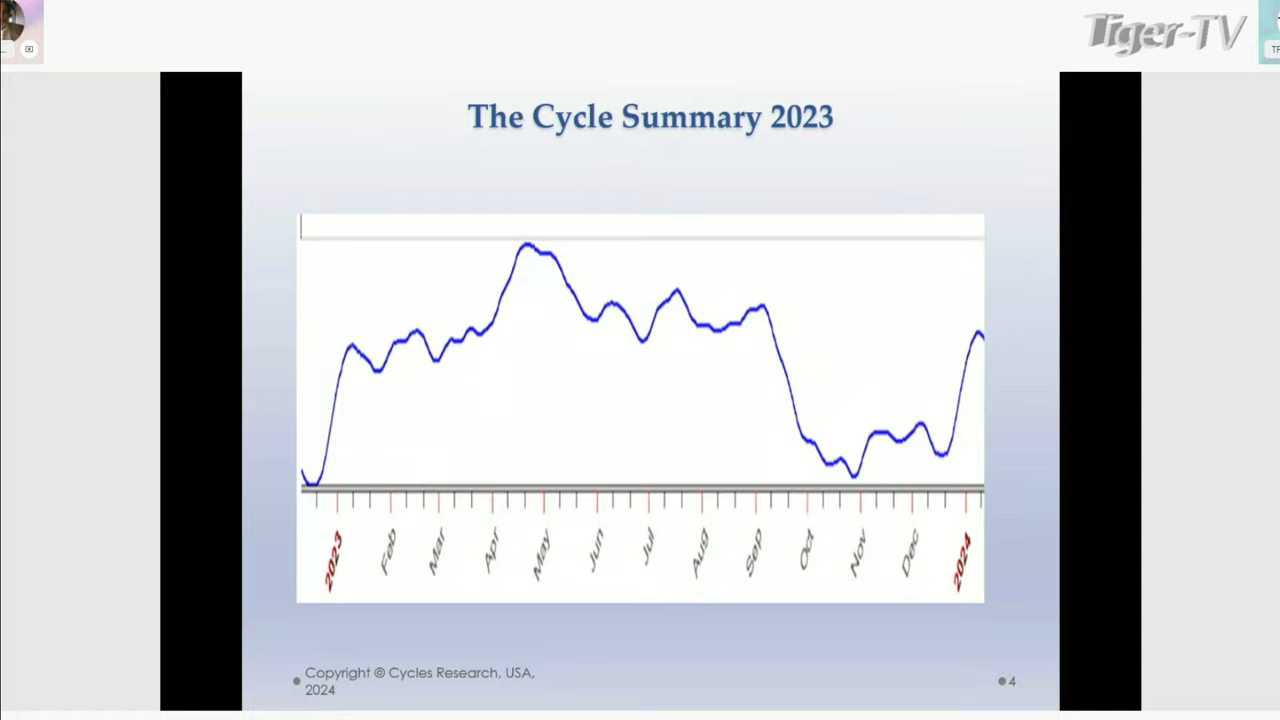 Tiger-TV
...
The Cycle Summary 2023
2023 Feb Mar Apr May Jun Jul Aug Sep Oct Nov Dec 2024
Copyright © Cycles Research, USA,
2024
4